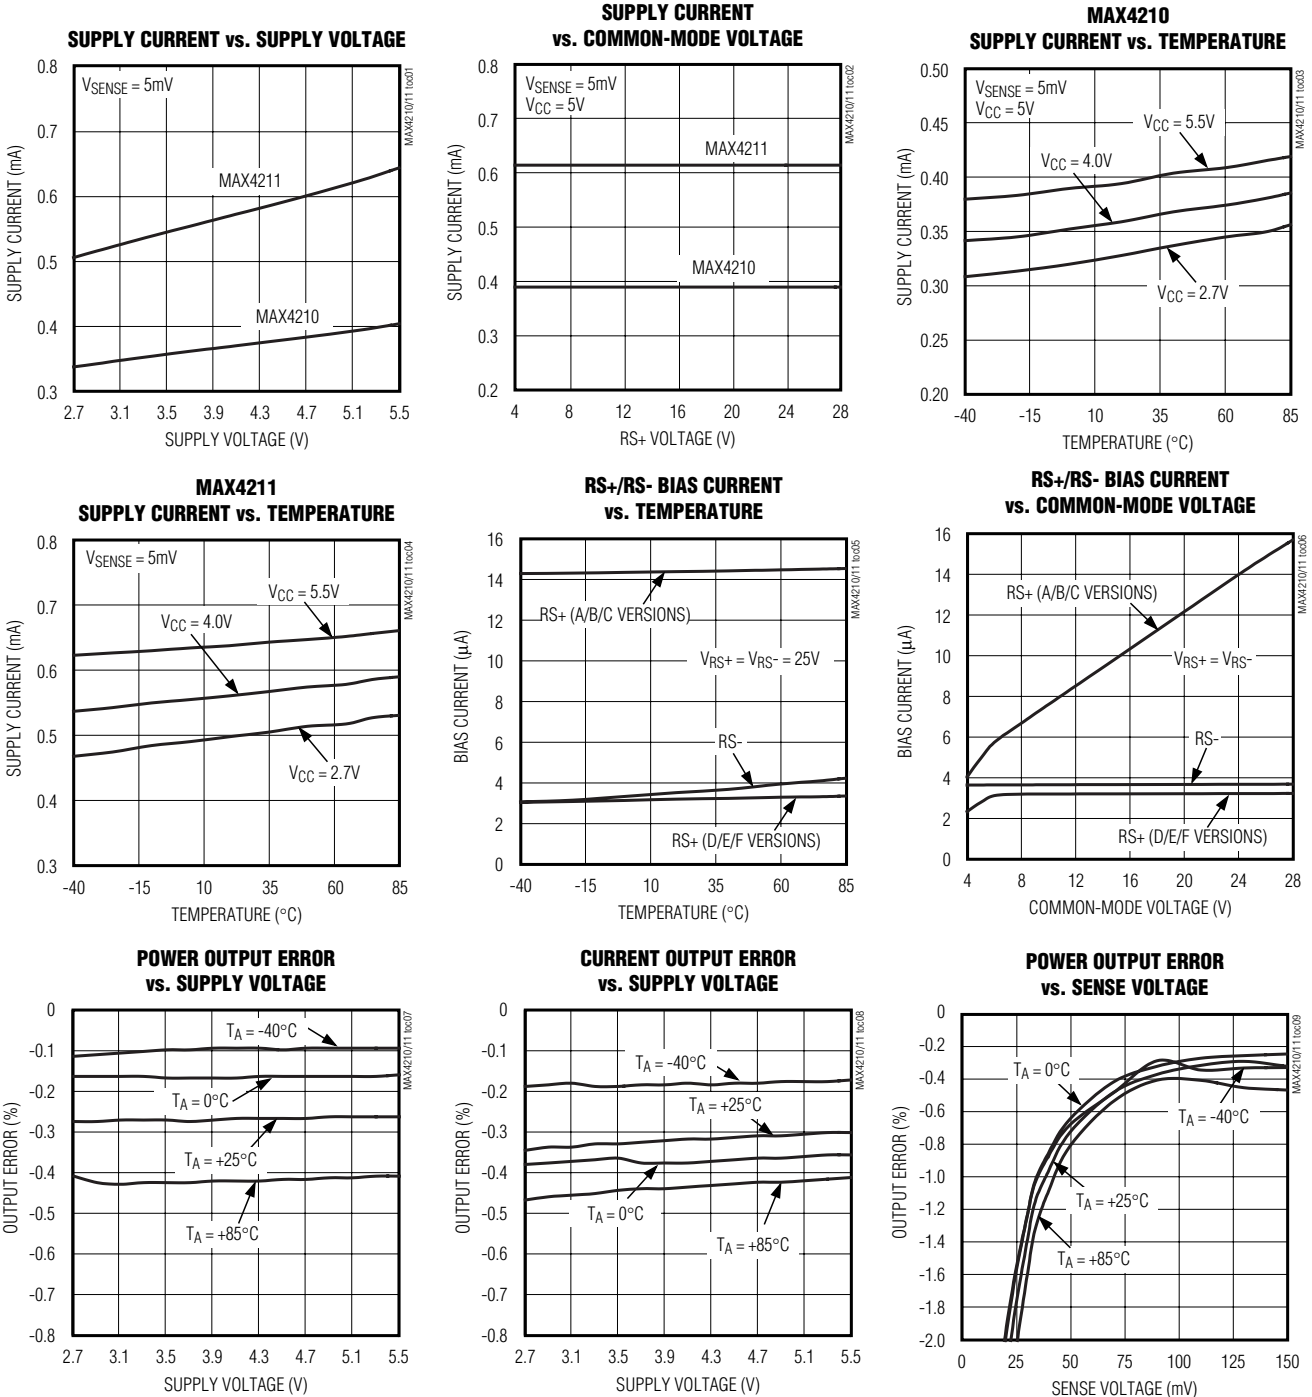 SUPPLY CURRENT vs. SUPPLY VOLTAGE
0.8
0.7
0.6
0.5
0.4
0.3
SUPPLY CURRENT (mA)
VSENSE = 5mV
MAX4211
MAX4210
MAX4210/11 toc01
2.7 3.1 3.5 3.9 4.3 4.7 5.1 5.5
SUPPLY VOLTAGE (V)
SUPPLY CURRENT
vs. COMMON-MODE VOLTAGE
0.8
0.7
0.6
0.5
0.4
0.3
0.2
SUPPLY CURRENT (mA)
VSENSE = 5mV
VCC = 5V
MAX4211
MAX4210
MAX4210/11 toc02
4 8 12 16 20 24 28
RS+ VOLTAGE (V)
MAX4210
SUPPLY CURRENT vs. TEMPERATURE
0.50
0.45
0.40
0.35
0.30
0.25
0.20
SUPPLY CURRENT (mA)
VSENSE = 5mV
VCC = 5V
VCC = 5.5V
VCC = 4.0V
VCC = 2.7V
MAX4210/11 toc03
-40 -15 10 35 60 85
TEMPERATURE (°C)
MAX4211
SUPPLY CURRENT vs. TEMPERATURE
0.8
0.7
0.6
0.5
0.4
0.3
SUPPLY CURRENT (mA)
VSENSE = 5mV
VCC = 5.5V
VCC = 4.0V
VCC = 2.7V
MAX4210/11 toc04
-40 -15 10 35 60 85
TEMPERATURE (°C)
RS+/RS- BIAS CURRENT
vs. TEMPERATURE
16
14
12
10
8
6
4
2
0
BIAS CURRENT (μA)
RS+ (A/B/C VERSIONS)
VRS+ = VRS- = 25V
RS-
RS+ (D/E/F VERSIONS)
MAX4210/11 toc05
-40 -15 10 35 60 85
TEMPERATURE (°C)
RS+/RS- BIAS CURRENT
vs. COMMON-MODE VOLTAGE
16
14
12
10
8
6
4
2
0
BIAS CURRENT (μA)
RS+ (A/B/C VERSIONS)
VRS+ = VRS-
RS-
RS+ (D/E/F VERSIONS)
MAX4210/11 toc06
4 8 12 16 20 24 28
COMMON-MODE VOLTAGE (V)
POWER OUTPUT ERROR
vs. SUPPLY VOLTAGE
0
-0.1
-0.2
-0.3
-0.4
-0.5
-0.6
-0.7
-0.8
OUTPUT ERROR (%)
TA = -40°C
TA = 0°C
TA = +25°C
TA = +85°C
MAX4210/11 toc07
2.7 3.1 3.5 3.9 4.3 4.7 5.1 5.5
SUPPLY VOLTAGE (V)
CURRENT OUTPUT ERROR
vs. SUPPLY VOLTAGE
0
-0.1
-0.2
-0.3
-0.4
-0.5
-0.6
-0.7
-0.8
OUTPUT ERROR (%)
TA = -40°C
TA = +25°C
TA = 0°C
TA = +85°C
MAX4210/11 toc08
2.7 3.1 3.5 3.9 4.3 4.7 5.1 5.5
SUPPLY VOLTAGE (V)
POWER OUTPUT ERROR
vs. SENSE VOLTAGE
0
-0.2
-0.4
-0.6
-0.8
-1.0
-1.2
-1.4
-1.6
-1.8
-2.0
OUTPUT ERROR (%)
TA = 0°C
TA = -40°C
TA = +25°C
TA = +85°C
MAX4210/11 toc09
0 25 50 75 100 125 150
SENSE VOLTAGE (mV)